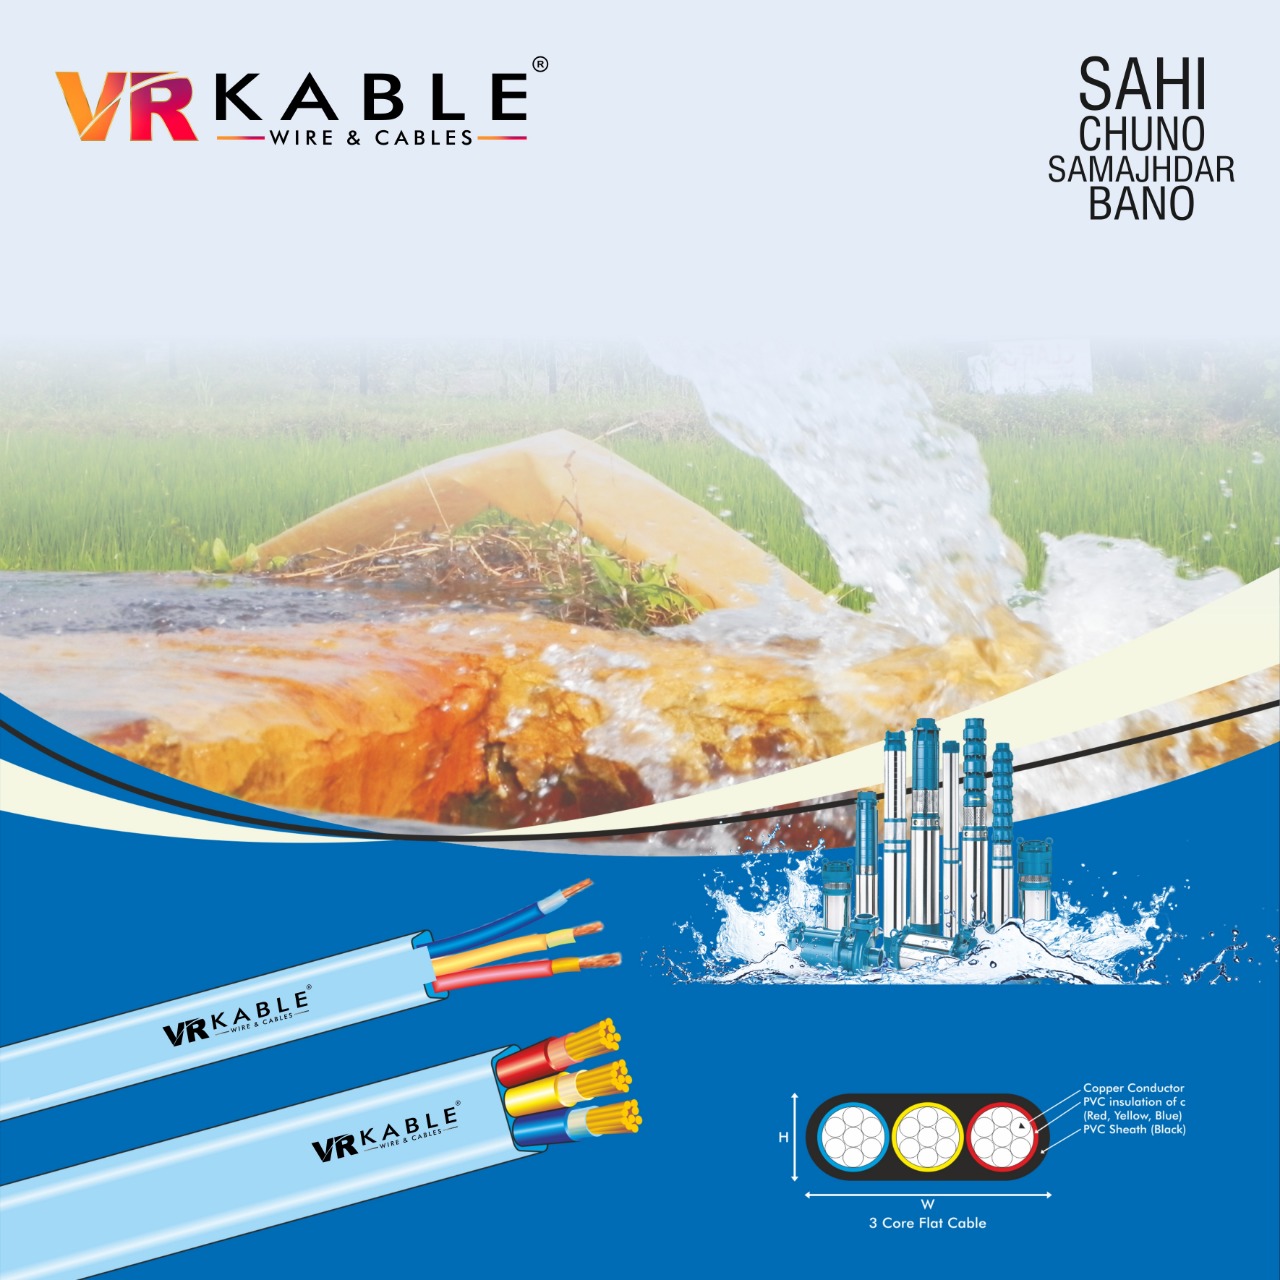 VR KABLE ®
WIRE & CABLES
SAHI
CHUNO
SAMAJHDAR
BANO
VR KABLE ®
WIRE & CABLES
VR KABLE ®
WIRE & CABLES
Copper Conductor
PVC insulation of c
(Red, Yellow, Blue)
PVC Sheath (Black)
H
W
3 Core Flat Cable